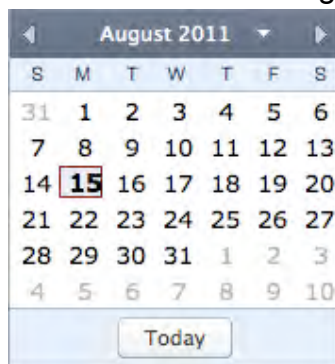 August 2011
S M T W T F S
31 1 2 3 4 5 6
7 8 9 10 11 12 13
14 15 16 17 18 19 20
21 22 23 24 25 26 27
28 29 30 31 1 2 3
4 5 6 7 8 9 10
Today